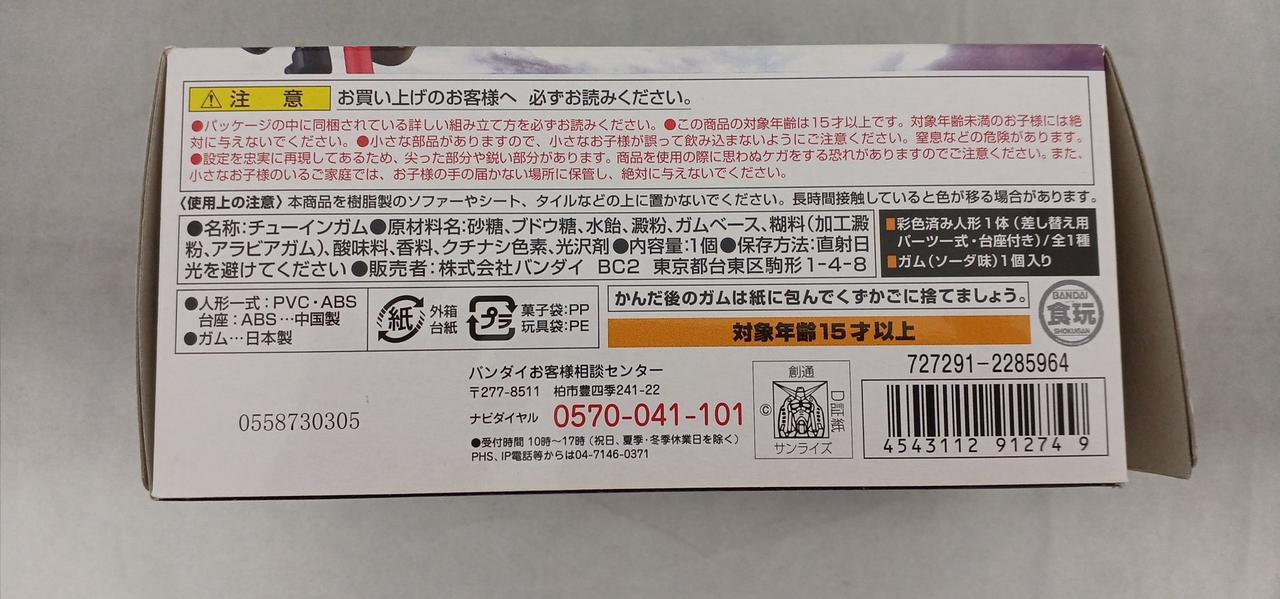 ⚠注 意 お買い上げのお客様へ 必ずお読みください。
●パッケージの中に同梱されている詳しい組み立て方を必ずお読みください。●この商品の対象年齢は15才以上です。対象年齢未満のお子様には絶
対に与えないでください。●小さな部品がありますので、小さなお子様が誤って飲み込まないようにご注意ください。窒息などの危険があります。
●設定を忠実に再現してあるため、尖った部分や鋭い部分があります。商品を使用の際に思わぬケガをする恐れがありますのでご注意ください。また、
小さなお子様のいるご家庭では、お子様の手の届かない場所に保管し、絶対に与えないでください。
〈使用上の注意〉本商品を樹脂製のソファーやシート、タイルなどの上に置かないでください。長時間接触していると色が移る場合があります。
●名称:チューインガム●原材料名:砂糖、ブドウ糖、水飴、澱粉、ガムベース、糊料(加工澱
粉、アラビアガム)、酸味料、香料、クチナシ色素、光沢剤●内容量:1個●保存方法:直射日
光を避けてください●販売者:株式会社バンダイ BC2 東京都台東区駒形1-4-8
■彩色済み人形1体(差し替え用
パーツ一式・台座付き)/全1種
■ガム(ソーダ味)1個入り
●人形一式:PVC・ABS
台座:ABS…中国製
●ガム…日本製
紙
外箱
台紙
プラ
菓子袋:PP
玩具袋:PE
かんだ後のガムは紙に包んでくずかごに捨てましょう。
対象年齢15才以上
BANDAI
食玩
SHOKUGAN
727291-2285964
バンダイお客様相談センター
〒277-8511 柏市豊四季241-22
ナビダイヤル 0570-041-101
●受付時間 10時〜17時(祝日、夏季・冬季休業日を除く)
PHS、IP電話等からは04-7146-0371
0558730305
創通
©
D証紙
サンライズ
4543112 91274 9